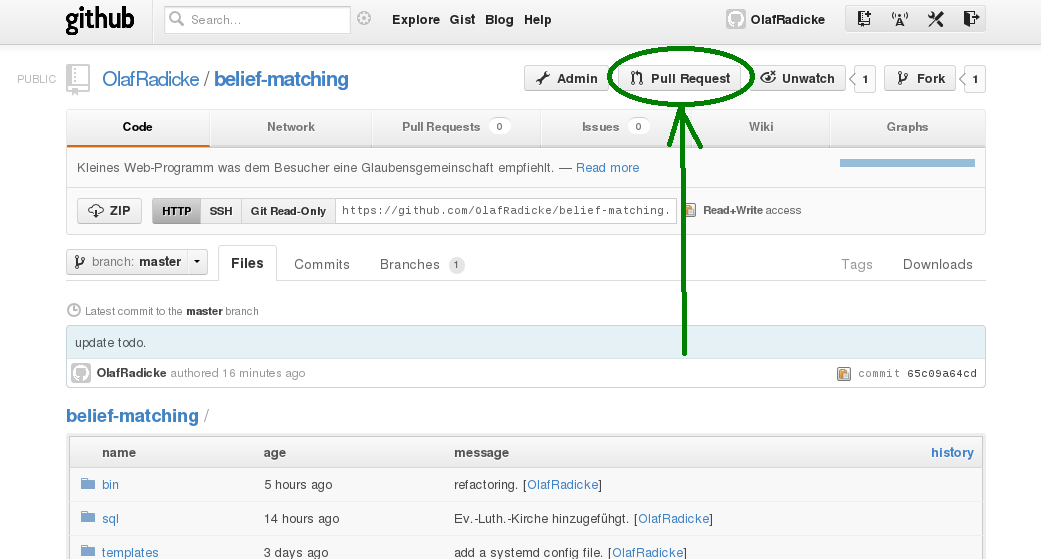 github Search... Explore Gist Blog Help OlafRadicke
PUBLIC OlafRadicke / belief-matching Admin Pull Request Unwatch 1 Fork 1
Code Network Pull Requests 0 Issues 0 Wiki Graphs
Kleines Web-Programm was dem Besucher eine Glaubensgemeinschaft empfiehlt. — Read more
ZIP HTTP SSH Git Read-Only https://github.com/OlafRadicke/belief-matching. Read+Write access
branch: master Files Commits Branches 1 Tags Downloads
Latest commit to the master branch
update todo.
OlafRadicke authored 16 minutes ago commit 65c09a64cd
belief-matching /
name age message history
bin 5 hours ago refactoring. [OlafRadicke]
sql 14 hours ago Ev.-Luth.-Kirche hinzugefühgt. [OlafRadicke]
templates 3 days ago add a systemd config file. [OlafRadicke]